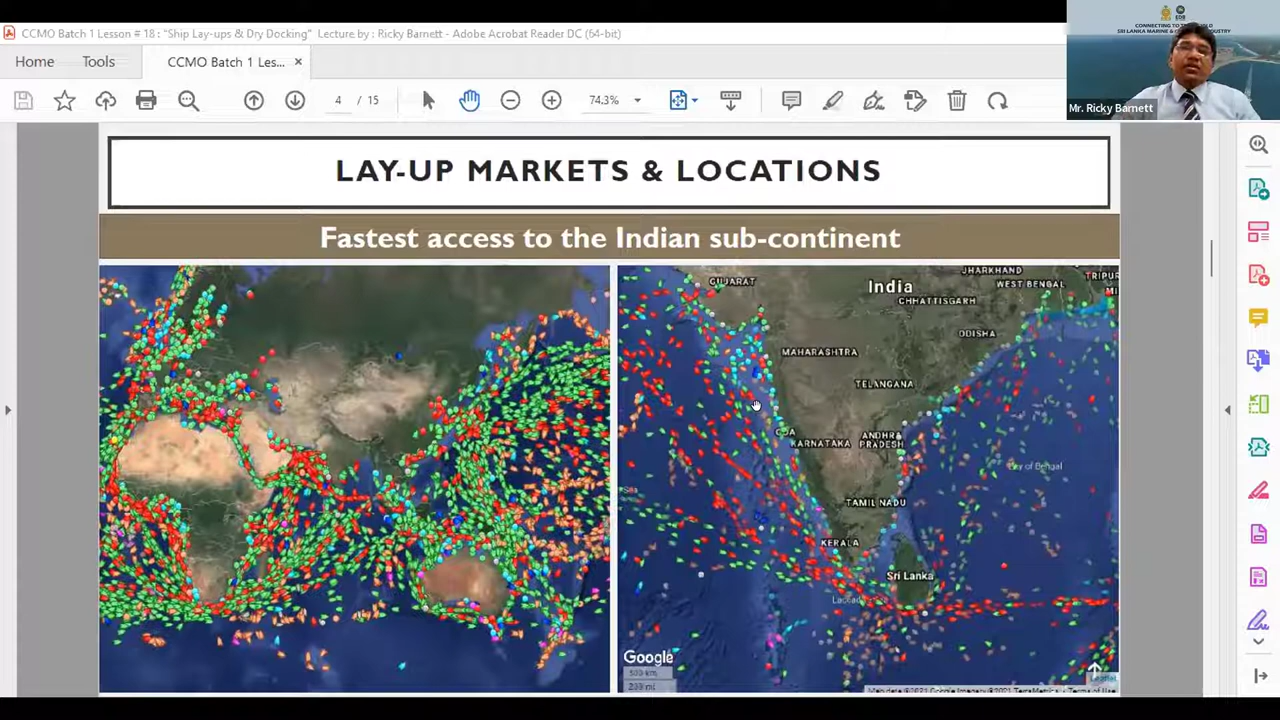 CCMO Batch 1 Lesson # 18 : "Ship Lay-ups & Dry Docking" Lecture by : Ricky Barnett - Adobe Acrobat Reader DC (64-bit)
Home
Tools
CCMO Batch 1 Les...
4 / 15
74.3%
Mr. Ricky Barnett
LAY-UP MARKETS & LOCATIONS
Fastest access to the Indian sub-continent
GUJARAT
India
JHARKHAND
WEST BENGAL
CHHATTISGARH
ODISHA
MAHARASHTRA
TELANGANA
GOA
KARNATAKA
ANDHRA
PRADESH
Bay of Bengal
TAMIL NADU
KERALA
Sri Lanka
Google